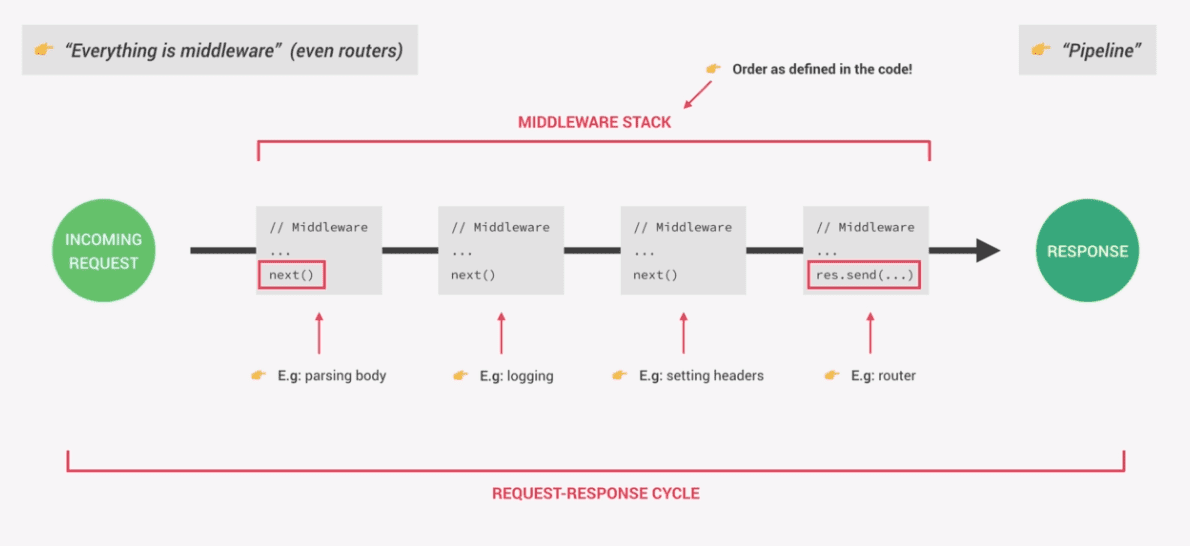 👉 “Everything is middleware” (even routers)
👉 “Pipeline”
👉 Order as defined in the code!
MIDDLEWARE STACK
INCOMING
REQUEST
// Middleware
...
next()
// Middleware
...
next()
// Middleware
...
next()
// Middleware
...
res.send(...)
RESPONSE
👉 E.g: parsing body
👉 E.g: logging
👉 E.g: setting headers
👉 E.g: router
REQUEST-RESPONSE CYCLE